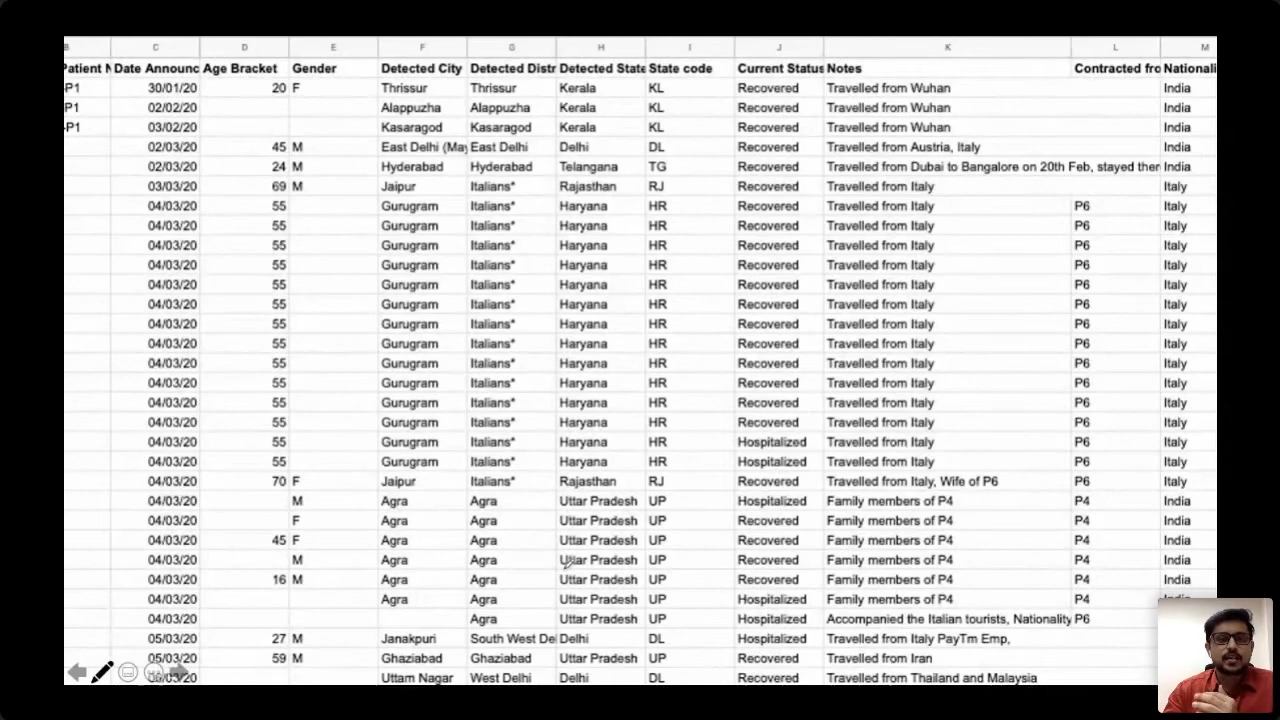 B C D E F G H I J K L M
Patient N Date Announc Age Bracket Gender Detected City Detected Distr Detected State State code Current Status Notes Contracted fro Nationali
-P1 30/01/20 20 F Thrissur Thrissur Kerala KL Recovered Travelled from Wuhan India
-P1 02/02/20 Alappuzha Alappuzha Kerala KL Recovered Travelled from Wuhan India
-P1 03/02/20 Kasaragod Kasaragod Kerala KL Recovered Travelled from Wuhan India
02/03/20 45 M East Delhi (May East Delhi Delhi DL Recovered Travelled from Austria, Italy India
02/03/20 24 M Hyderabad Hyderabad Telangana TG Recovered Travelled from Dubai to Bangalore on 20th Feb, stayed ther India
03/03/20 69 M Jaipur Italians* Rajasthan RJ Recovered Travelled from Italy Italy
04/03/20 55 Gurugram Italians* Haryana HR Recovered Travelled from Italy P6 Italy
04/03/20 55 Gurugram Italians* Haryana HR Recovered Travelled from Italy P6 Italy
04/03/20 55 Gurugram Italians* Haryana HR Recovered Travelled from Italy P6 Italy
04/03/20 55 Gurugram Italians* Haryana HR Recovered Travelled from Italy P6 Italy
04/03/20 55 Gurugram Italians* Haryana HR Recovered Travelled from Italy P6 Italy
04/03/20 55 Gurugram Italians* Haryana HR Recovered Travelled from Italy P6 Italy
04/03/20 55 Gurugram Italians* Haryana HR Recovered Travelled from Italy P6 Italy
04/03/20 55 Gurugram Italians* Haryana HR Recovered Travelled from Italy P6 Italy
04/03/20 55 Gurugram Italians* Haryana HR Recovered Travelled from Italy P6 Italy
04/03/20 55 Gurugram Italians* Haryana HR Recovered Travelled from Italy P6 Italy
04/03/20 55 Gurugram Italians* Haryana HR Recovered Travelled from Italy P6 Italy
04/03/20 55 Gurugram Italians* Haryana HR Recovered Travelled from Italy P6 Italy
04/03/20 55 Gurugram Italians* Haryana HR Hospitalized Travelled from Italy P6 Italy
04/03/20 55 Gurugram Italians* Haryana HR Hospitalized Travelled from Italy P6 Italy
04/03/20 70 F Jaipur Italians* Rajasthan RJ Recovered Travelled from Italy, Wife of P6 P6 Italy
04/03/20 M Agra Agra Uttar Pradesh UP Hospitalized Family members of P4 P4 India
04/03/20 F Agra Agra Uttar Pradesh UP Recovered Family members of P4 P4 India
04/03/20 45 F Agra Agra Uttar Pradesh UP Recovered Family members of P4 P4 India
04/03/20 M Agra Agra Uttar Pradesh UP Recovered Family members of P4 P4 India
04/03/20 16 M Agra Agra Uttar Pradesh UP Recovered Family members of P4 P4 India
04/03/20 Agra Agra Uttar Pradesh UP Hospitalized Family members of P4 P4
04/03/20 Agra Uttar Pradesh UP Hospitalized Accompanied the Italian tourists, Nationality P6
05/03/20 27 M Janakpuri South West De Delhi DL Hospitalized Travelled from Italy PayTm Emp,
05/03/20 59 M Ghaziabad Ghaziabad Uttar Pradesh UP Recovered Travelled from Iran
Uttam Nagar West Delhi Delhi DL Recovered Travelled from Thailand and Malaysia